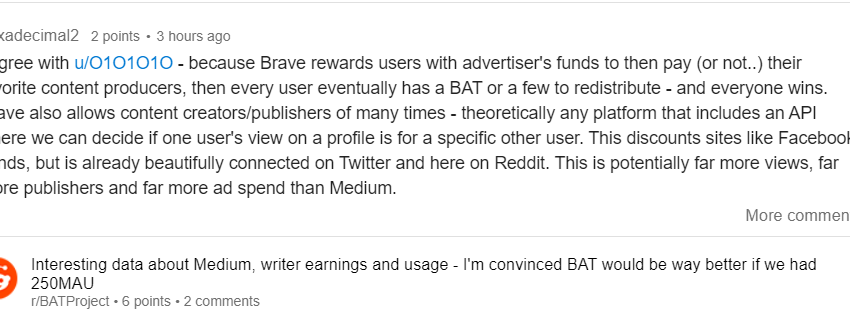 xadecimal2 2 points • 3 hours ago
gree with u/O1O1O1O - because Brave rewards users with advertiser's funds to then pay (or not..) their
vorite content producers, then every user eventually has a BAT or a few to redistribute - and everyone wins.
ave also allows content creators/publishers of many times - theoretically any platform that includes an API
ere we can decide if one user's view on a profile is for a specific other user. This discounts sites like Facebook
nds, but is already beautifully connected on Twitter and here on Reddit. This is potentially far more views, far
ore publishers and far more ad spend than Medium.
More commen
Interesting data about Medium, writer earnings and usage - I'm convinced BAT would be way better if we had
250MAU
r/BATProject • 6 points • 2 comments